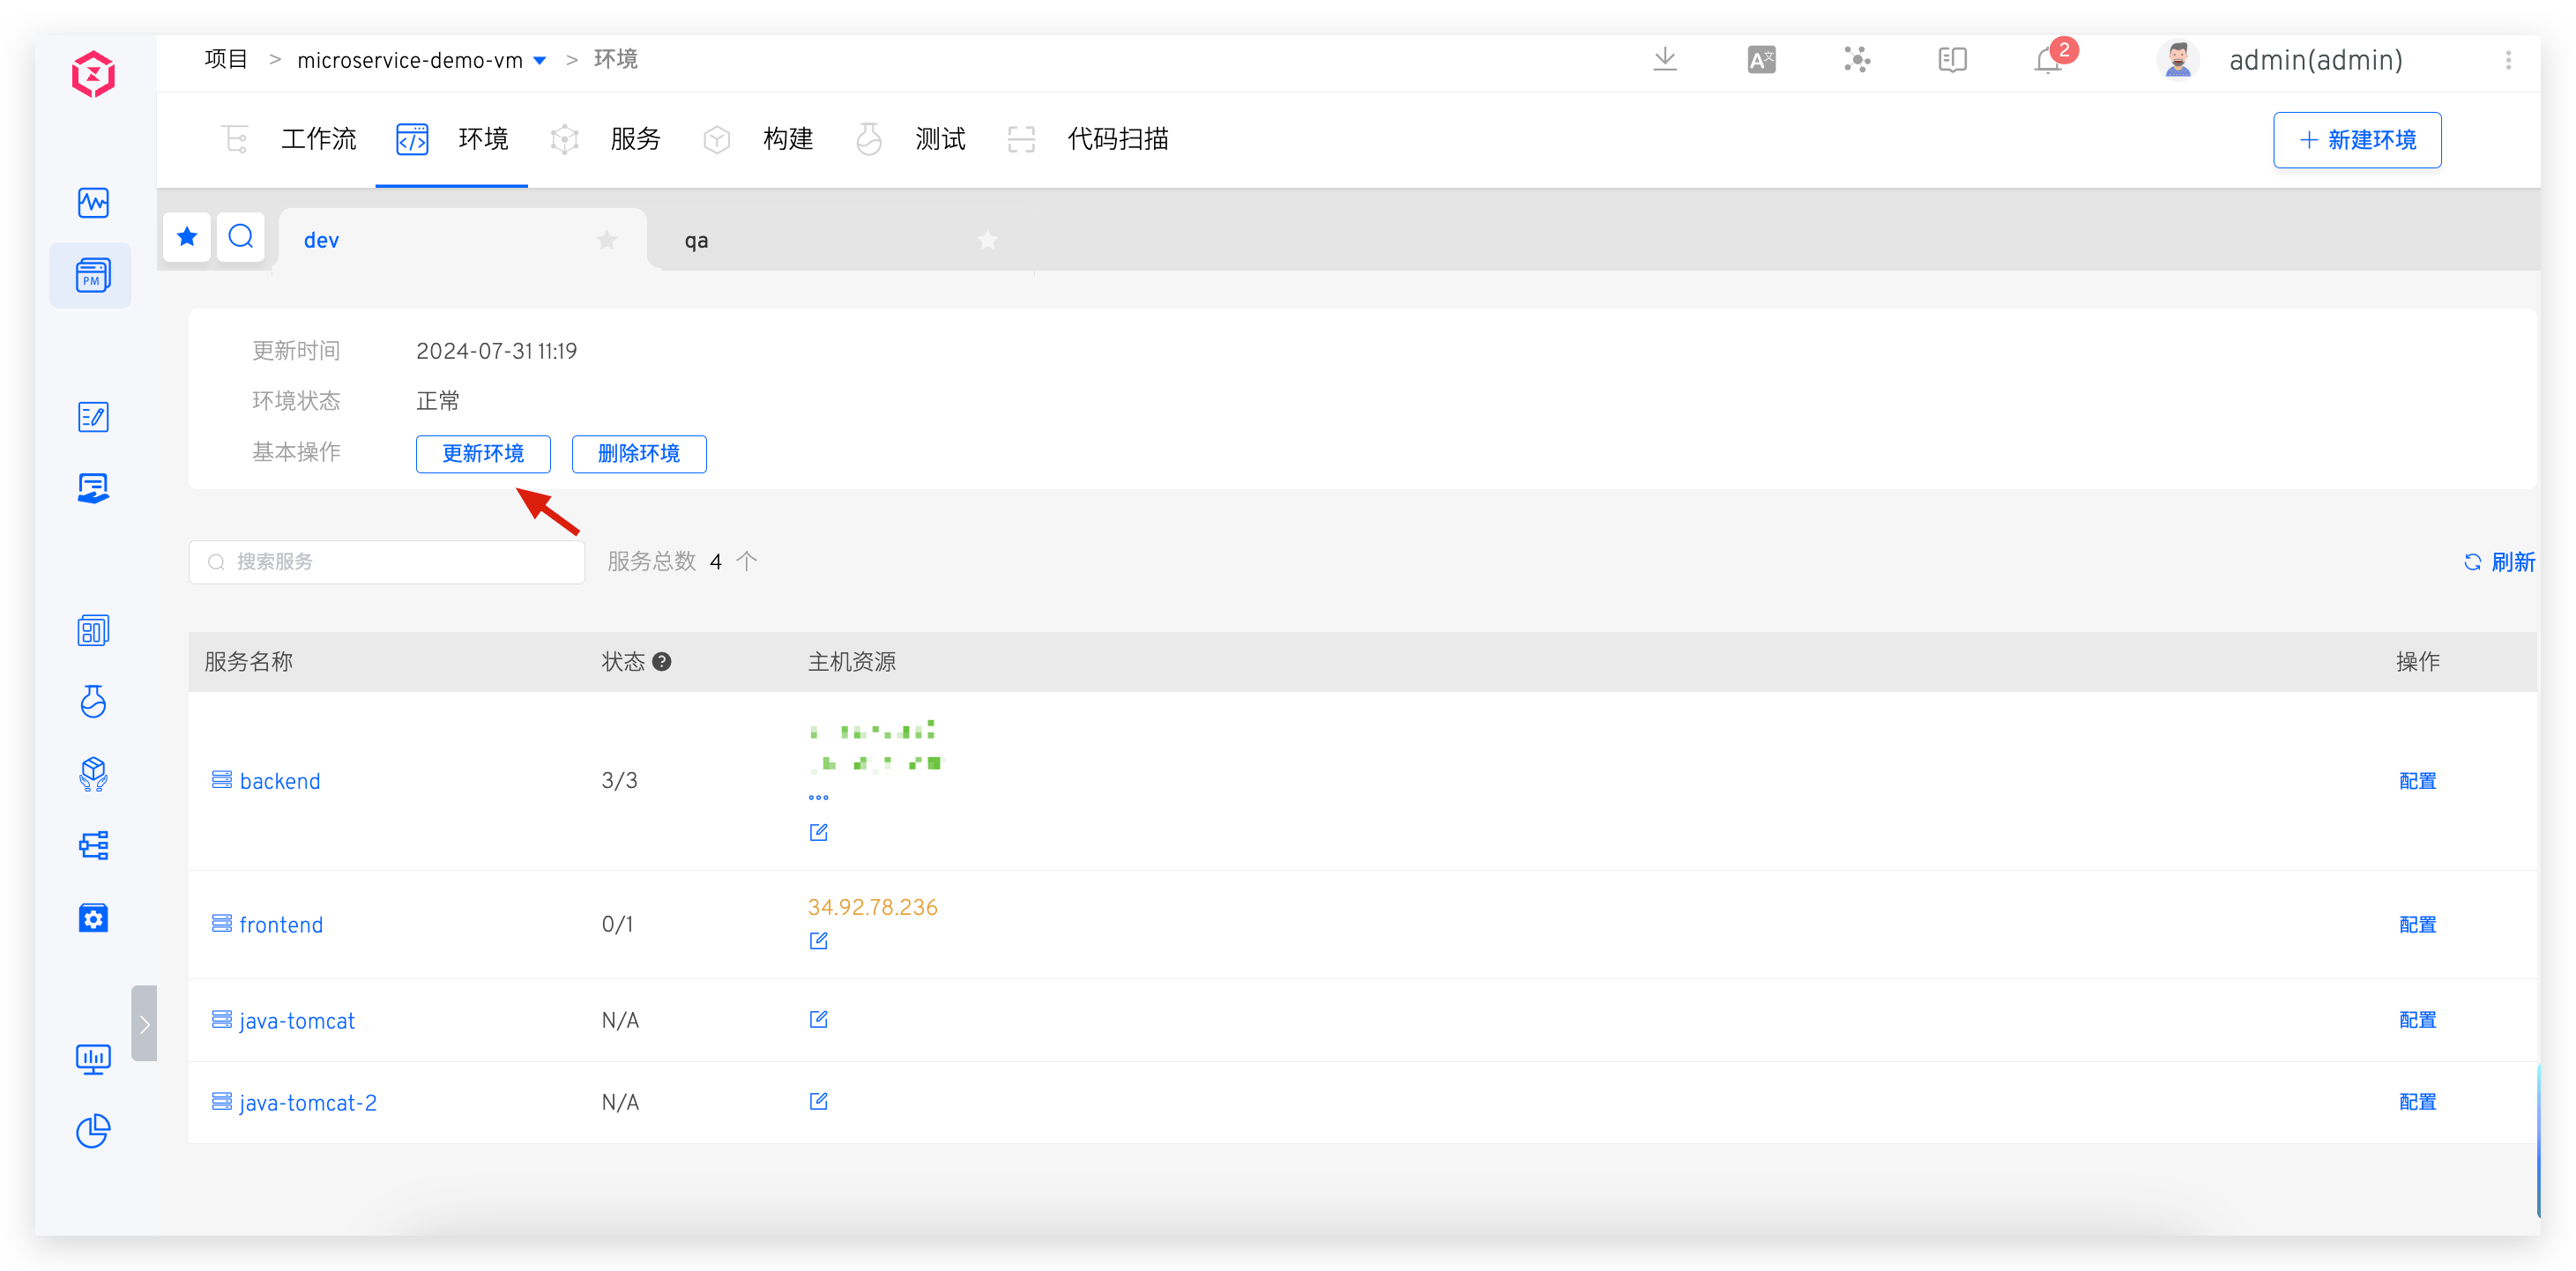 项目 > microservice-demo-vm > 环境
2
admin(admin)
工作流 环境 服务 构建 测试 代码扫描
+ 新建环境
PM
dev qa
更新时间 2024-07-31 11:19
环境状态 正常
基本操作 更新环境 删除环境
搜索服务 服务总数 4 个 刷新
服务名称 状态 主机资源 操作
backend 3/3 配置
frontend 0/1 34.92.78.236 配置
java-tomcat N/A 配置
java-tomcat-2 N/A 配置